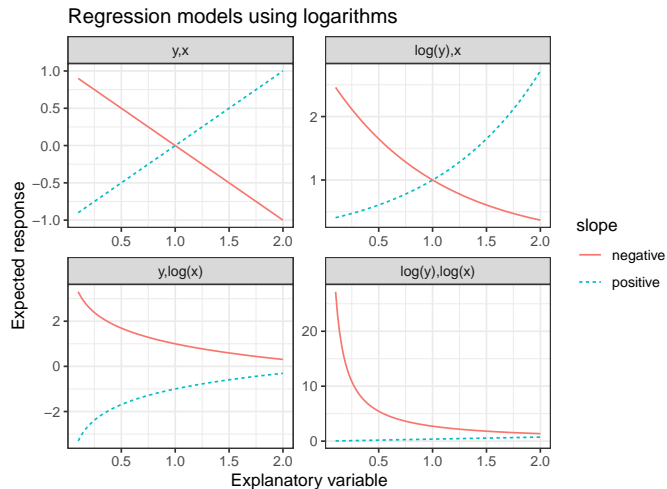 Regression models using logarithms
y,x
log(y),x
1.0
0.5
0.0
−0.5
−1.0
2
1
0.5 1.0 1.5 2.0
0.5 1.0 1.5 2.0
y,log(x)
log(y),log(x)
2
0
−2
20
10
0
0.5 1.0 1.5 2.0
0.5 1.0 1.5 2.0
Explanatory variable
Expected response
slope
negative
positive